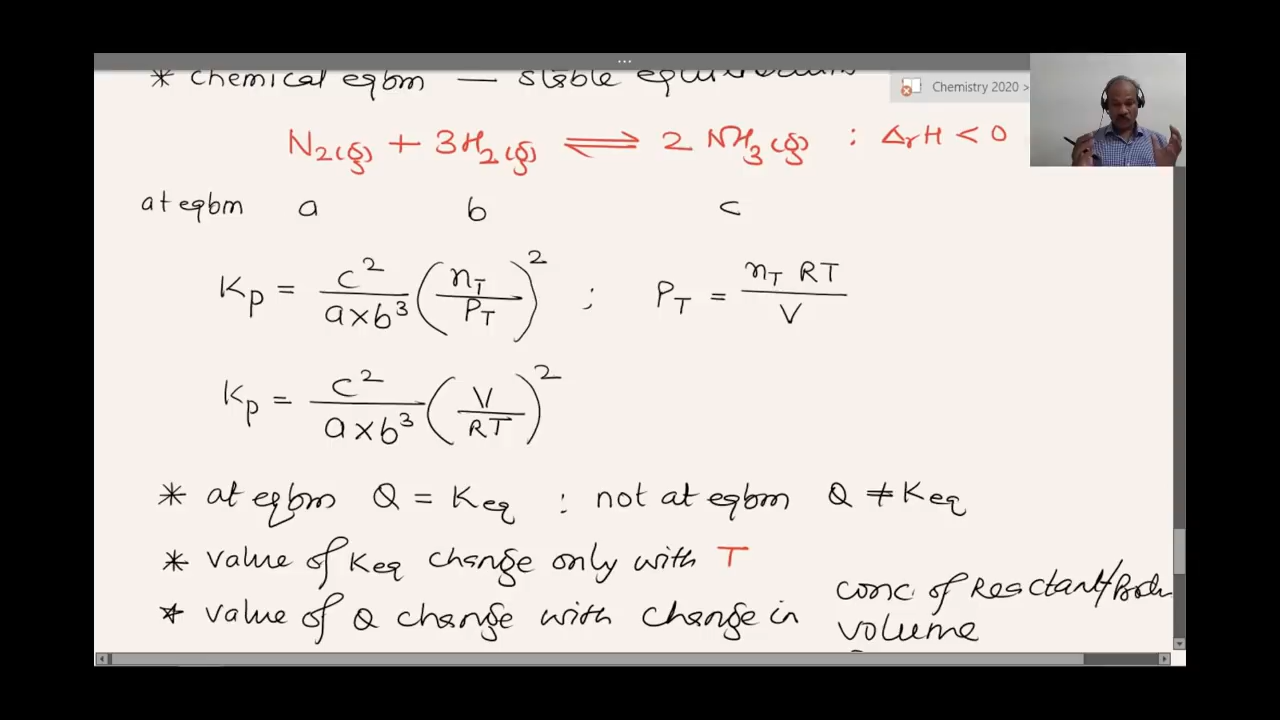 * chemical eqbm — stable equilibrium
Chemistry 2020 >
N₂(g) + 3H₂(g) ⇌ 2 NH₃(g) : ΔrH < 0
at eqbm a b c
Kp = c²/a×b³ (nT/PT)² ; PT = nT RT/V
Kp = c²/a×b³ (V/RT)²
* at eqbm Q = Keq : not at eqbm Q ≠ Keq
* value of Keq change only with T
* value of Q change with change in conc of Reactant/
volume